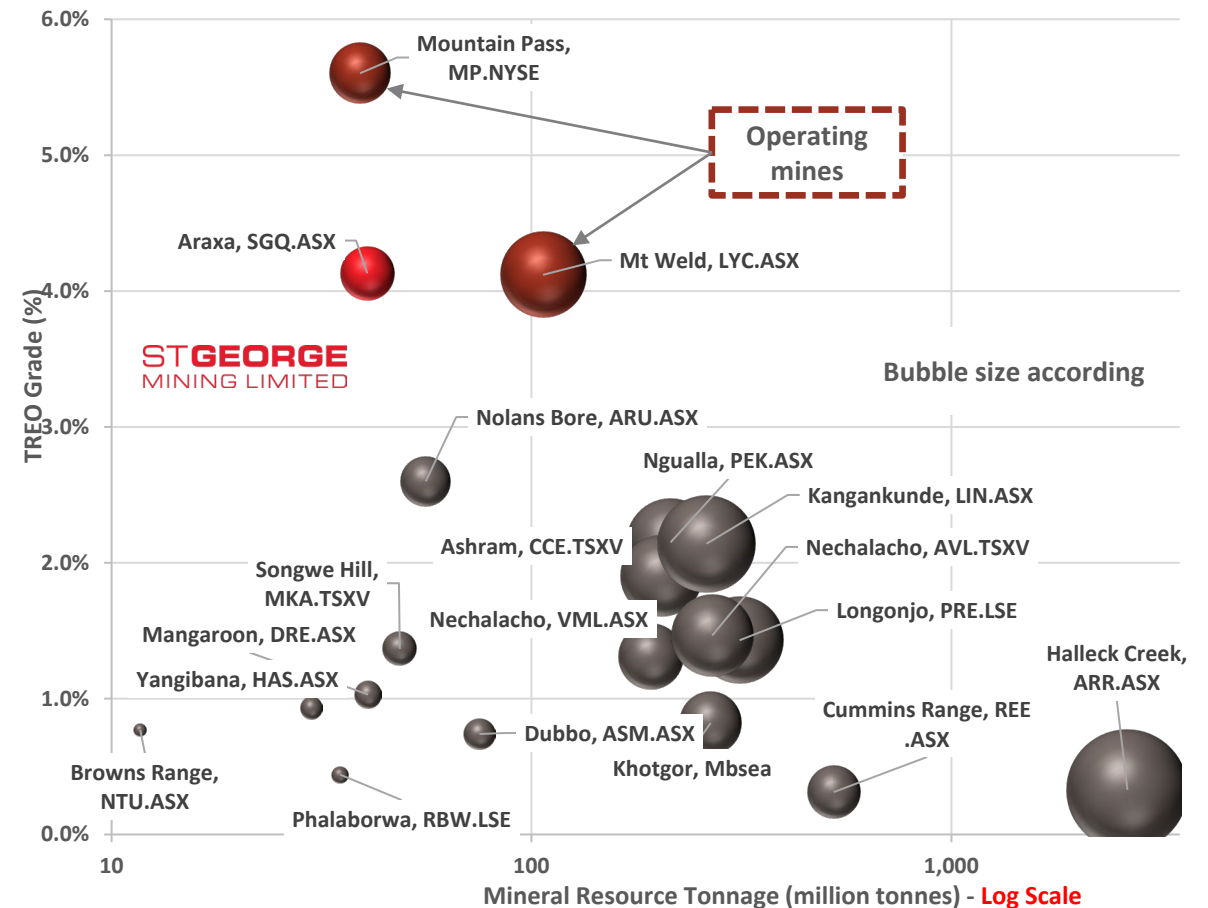 6.0%
Mountain Pass,
MP.NYSE
Operating
mines
5.0%
Araxa, SGQ.ASX
Mt Weld, LYC.ASX
4.0%
TREO Grade (%)
STGEORGE
MINING LIMITED
Bubble size according
3.0%
Nolans Bore, ARU.ASX
Ngualla, PEK.ASX
Kangankunde, LIN.ASX
Ashram, CCE.TSXV
Nechalacho, AVL.TSXV
2.0%
Songwe Hill,
MKA.TSXV
Nechalacho, VML.ASX
Longonjo, PRE.LSE
Mangaroon, DRE.ASX
Halleck Creek,
ARR.ASX
Yangibana, HAS.ASX
1.0%
Cummins Range, REE
.ASX
Dubbo, ASM.ASX
Khotgor, Mbsea
Browns Range,
NTU.ASX
Phalaborwa, RBW.LSE
0.0%
10
100
1,000
Mineral Resource Tonnage (million tonnes) - Log Scale